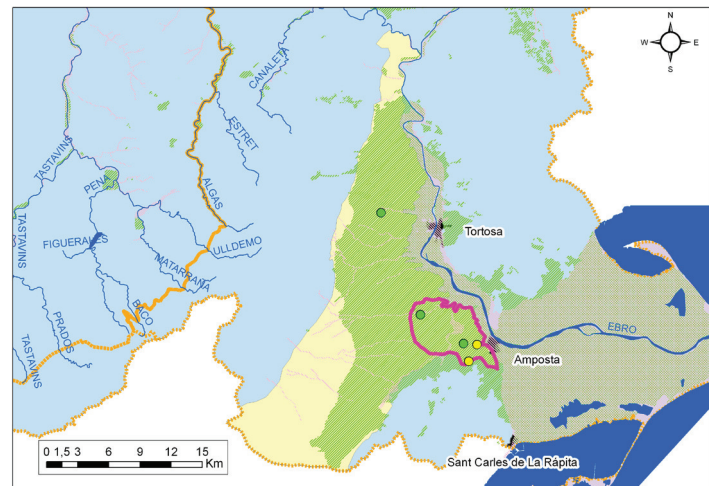 N
W E
S
CANALETA
ESTRET
TASTAVINS
PENA
ALGAS
TASTAVINS
FIGUERALES
ULLDEMO
MATARRAÑA
Tortosa
PRADOS
BACO
TASTAVINS
EBRO
Amposta
Sant Carles de La Ràpita
0 1,5 3 6 9 12 15
Km